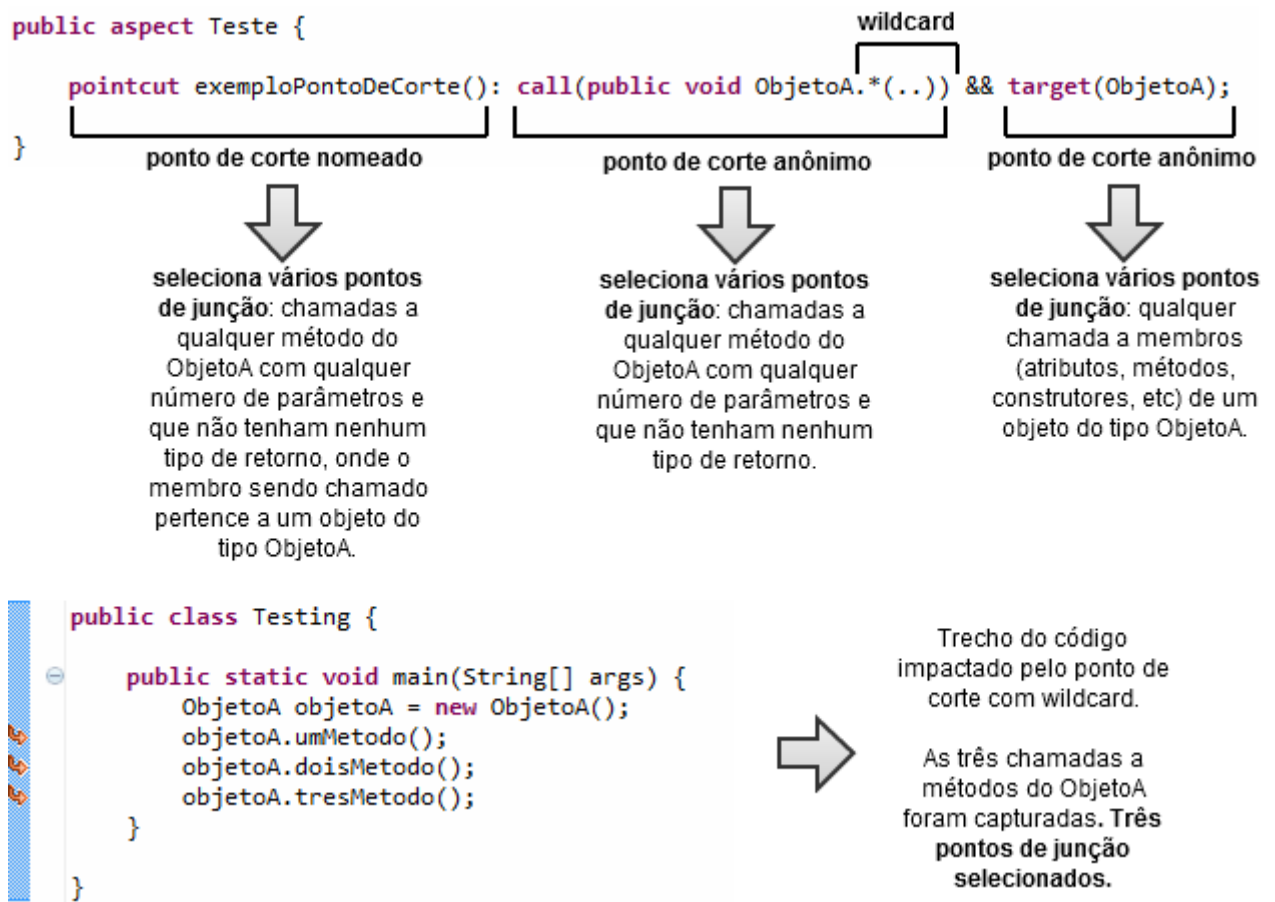 public aspect Teste {
wildcard
pointcut exemploPontoDeCorte(): call(public void ObjetoA.*(..)) && target(ObjetoA);
}
ponto de corte nomeado
seleciona vários pontos
de junção: chamadas a
qualquer método do
ObjetoA com qualquer
número de parâmetros e
que não tenham nenhum
tipo de retorno, onde o
membro sendo chamado
pertence a um objeto do
tipo ObjetoA.
ponto de corte anônimo
seleciona vários pontos
de junção: chamadas a
qualquer método do
ObjetoA com qualquer
número de parâmetros e
que não tenham nenhum
tipo de retorno.
ponto de corte anônimo
seleciona vários pontos
de junção: qualquer
chamada a membros
(atributos, métodos,
construtores, etc) de um
objeto do tipo ObjetoA.
public class Testing {
public static void main(String[] args) {
ObjetoA objetoA = new ObjetoA();
objetoA.umMetodo();
objetoA.doisMetodo();
objetoA.tresMetodo();
}
}
Trecho do código
impactado pelo ponto de
corte com wildcard.
As três chamadas a
métodos do ObjetoA
foram capturadas. Três
pontos de junção
selecionados.